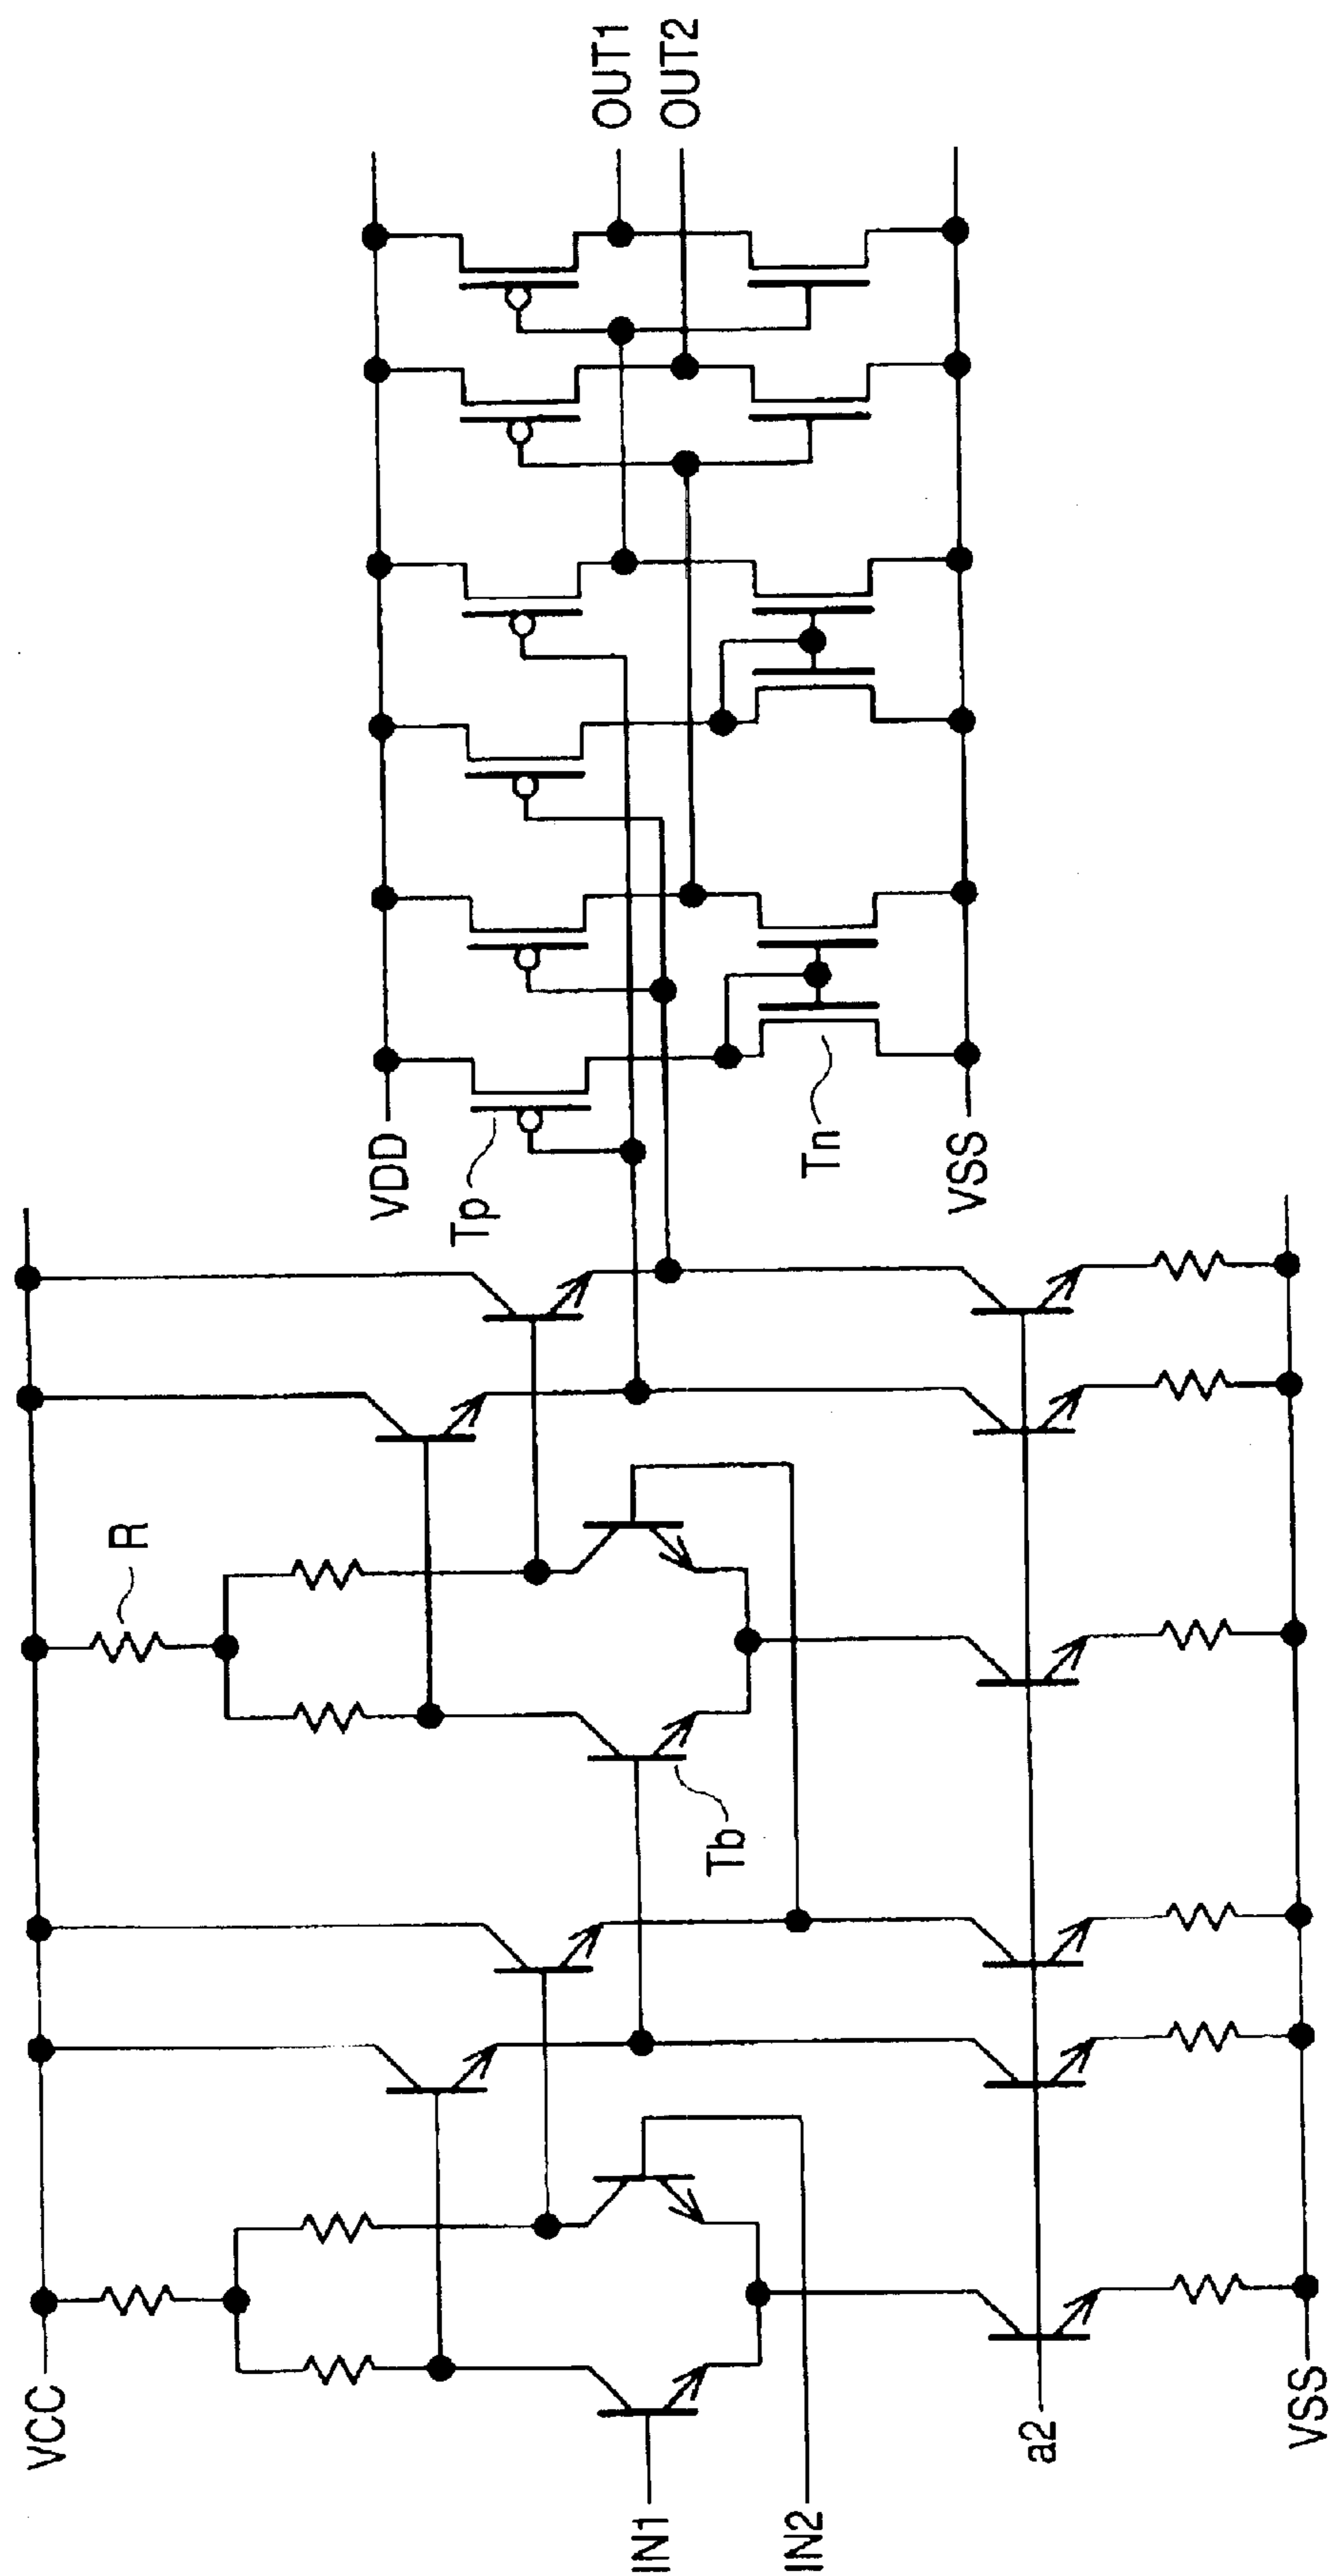 VCC
IN1
IN2
a2
VSS
R
Tb
VDD
Tp
Tn
VSS
OUT1
OUT2